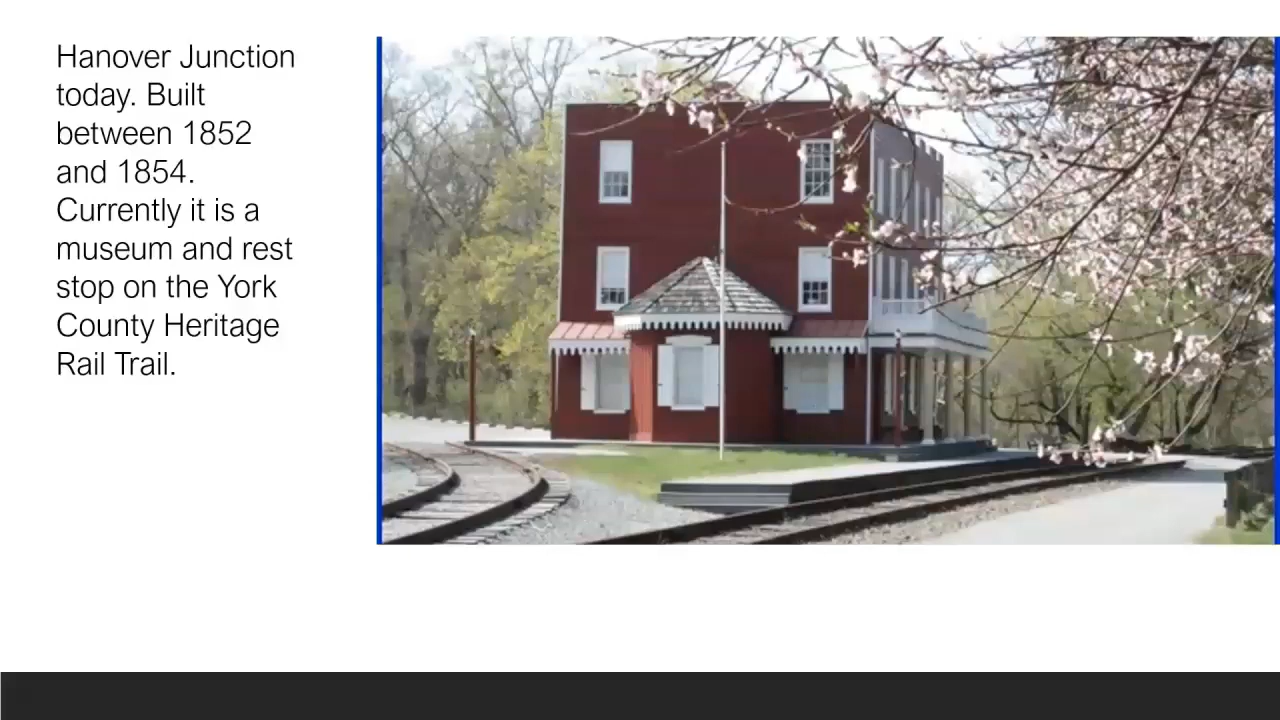 Hanover Junction
today. Built
between 1852
and 1854.
Currently it is a
museum and rest
stop on the York
County Heritage
Rail Trail.